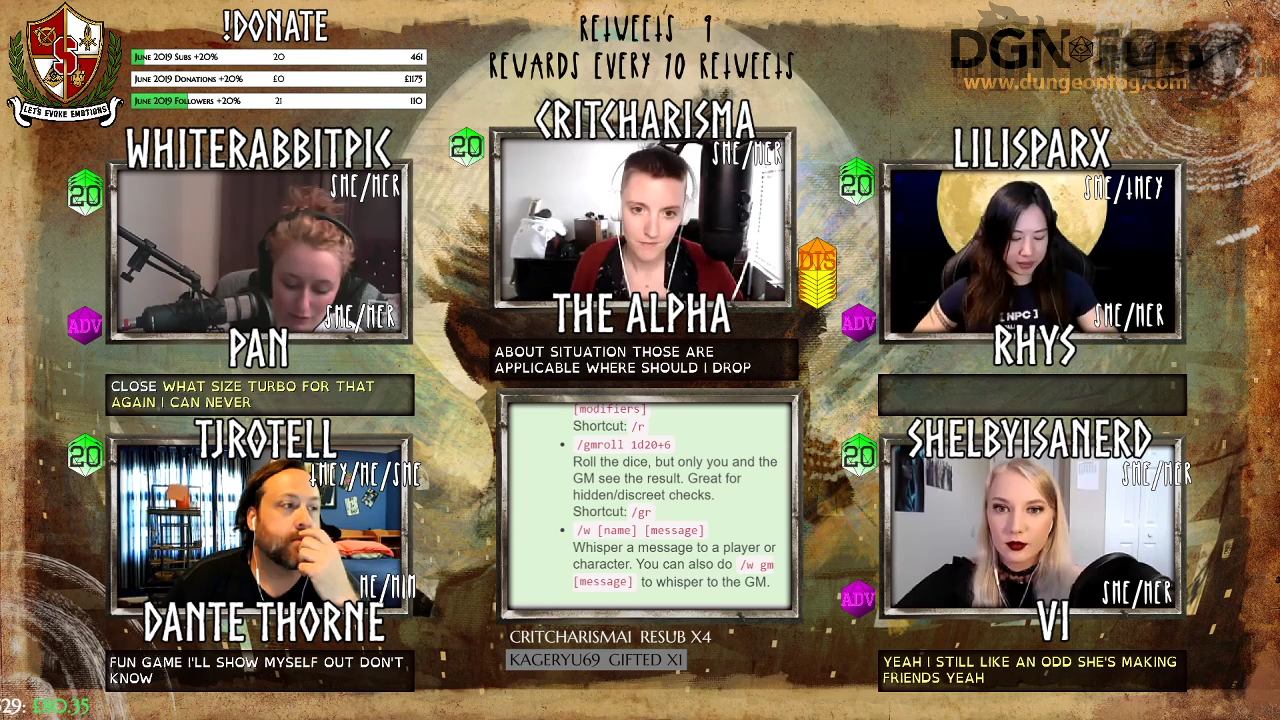 !DONATE
JUNE 2019 SUBS +20% 20 461
JUNE 2019 DONATIONS +20% £0 £1175
JUNE 2019 FOLLOWERS +20% 21 110
S
LET'S EVOKE EMOTIONS
RETWEETS 9
REWARDS EVERY 10 RETWEETS
DGN FOG
www.dungeonfog.com
WHITERABBITPIC
SHE/HER
20
ADV
SHE/HER
PAN
CLOSE WHAT SIZE TURBO FOR THAT
AGAIN I CAN NEVER
CRITCHARISMA
SHE/HER
20
DTS
THE ALPHA
ABOUT SITUATION THOSE ARE
APPLICABLE WHERE SHOULD I DROP
LILISPARX
SHE/THEY
20
ADV
[ NPC ]
SHE/HER
RHYS
TJROTELL
THEY/HE/SHE
20
HE/HIM
DANTE THORNE
FUN GAME I'LL SHOW MYSELF OUT DON'T
KNOW
[modifiers]
Shortcut: /r
• /gmroll 1d20+6
Roll the dice, but only you and the
GM see the result. Great for
hidden/discreet checks.
Shortcut: /gr
• /w [name] [message]
Whisper a message to a player or
character. You can also do /w gm
[message] to whisper to the GM.
CRITCHARISMA1 RESUB X4
KAGERYU69 GIFTED X1
SHELBYISANERD
SHE/HER
20
ADV
SHE/HER
VI
YEAH I STILL LIKE AN ODD SHE'S MAKING
FRIENDS YEAH